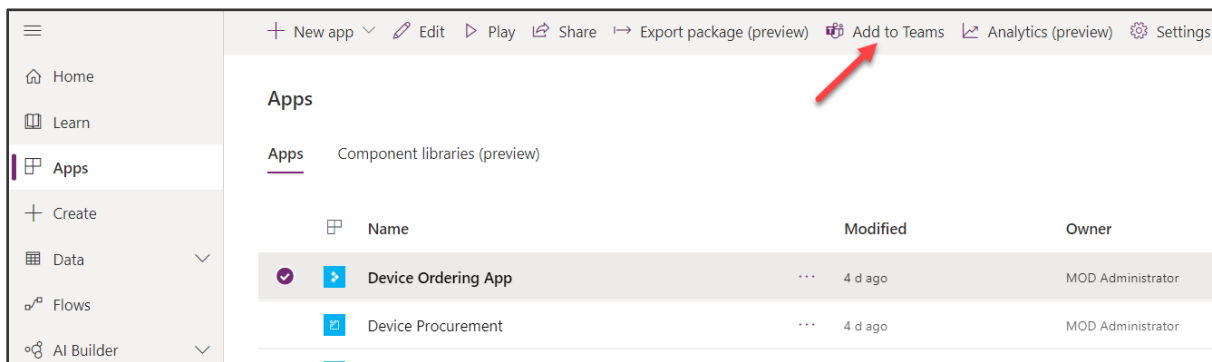 New app Edit Play Share Export package (preview) Add to Teams Analytics (preview) Settings
Home
Learn
Apps
Create
Data
Flows
AI Builder
Apps
Apps Component libraries (preview)
Name Modified Owner
Device Ordering App ... 4 d ago MOD Administrator
Device Procurement ... 4 d ago MOD Administrator